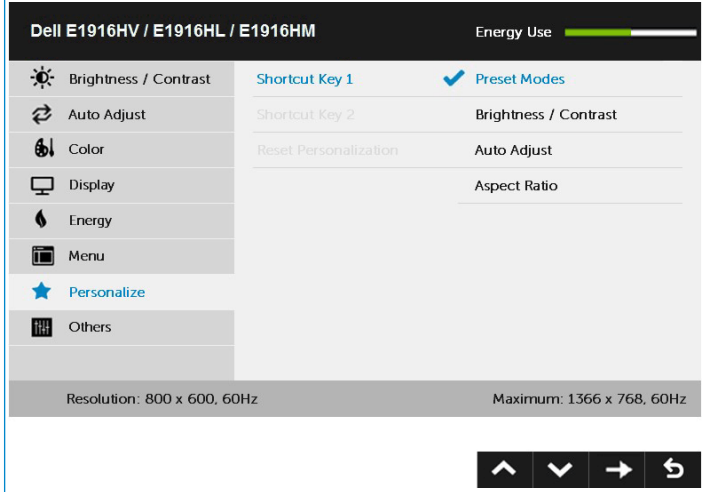 Dell E1916HV / E1916HL / E1916HM Energy Use
Brightness / Contrast Shortcut Key 1 Preset Modes
Auto Adjust Shortcut Key 2 Brightness / Contrast
Color Reset Personalization Auto Adjust
Display Aspect Ratio
Energy
Menu
Personalize
Others
Resolution: 800 x 600, 60Hz Maximum: 1366 x 768, 60Hz